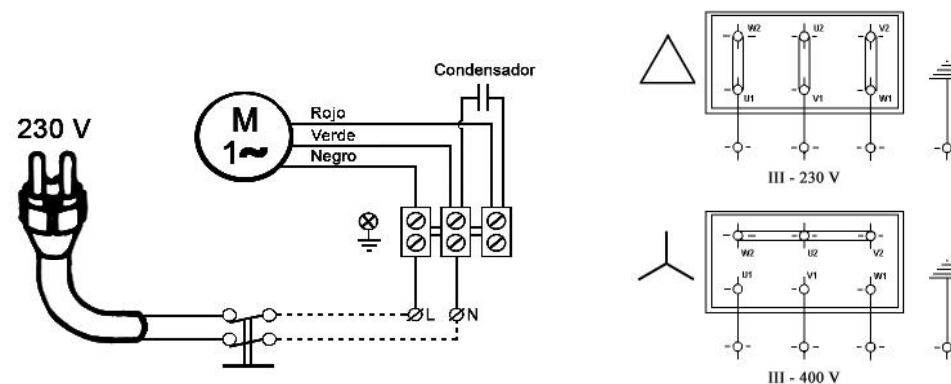 230 V
M
1~
Rojo
Verde
Negro
Condensador
L
N
W2 U2 V2
U1 V1 W1
III - 230 V
W2 U2 V2
U1 V1 W1
III - 400 V